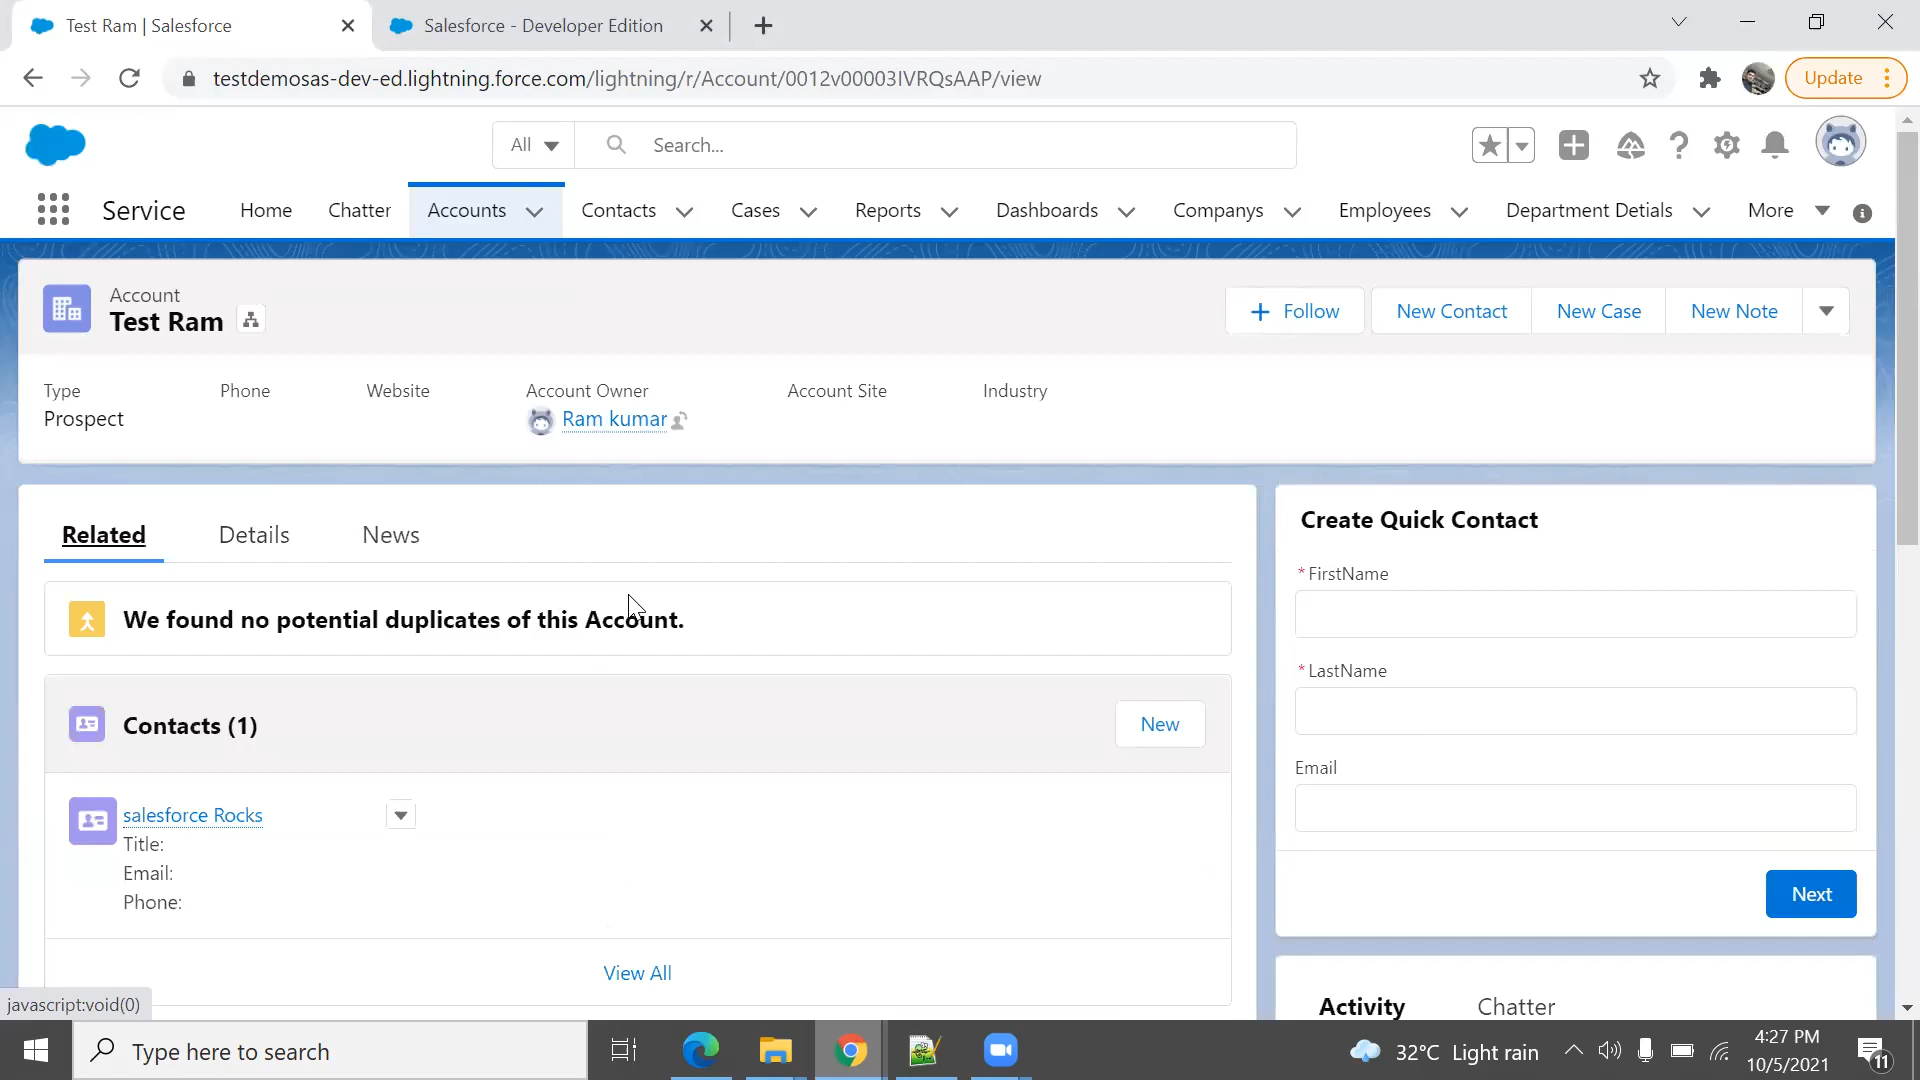 Test Ram | Salesforce
Salesforce - Developer Edition
testdemosas-dev-ed.lightning.force.com/lightning/r/Account/0012v00003IVRQsAAP/view
Update
All
Search...
Service
Home
Chatter
Accounts
Contacts
Cases
Reports
Dashboards
Companys
Employees
Department Detials
More
Account
Test Ram
Follow
New Contact
New Case
New Note
Type
Phone
Website
Account Owner
Account Site
Industry
Prospect
Ram kumar
Related
Details
News
We found no potential duplicates of this Account.
Contacts (1)
New
salesforce Rocks
Title:
Email:
Phone:
View All
Create Quick Contact
*FirstName
*LastName
Email
Next
Activity
Chatter
javascript:void(0)
Type here to search
32°C Light rain
4:27 PM
10/5/2021
11